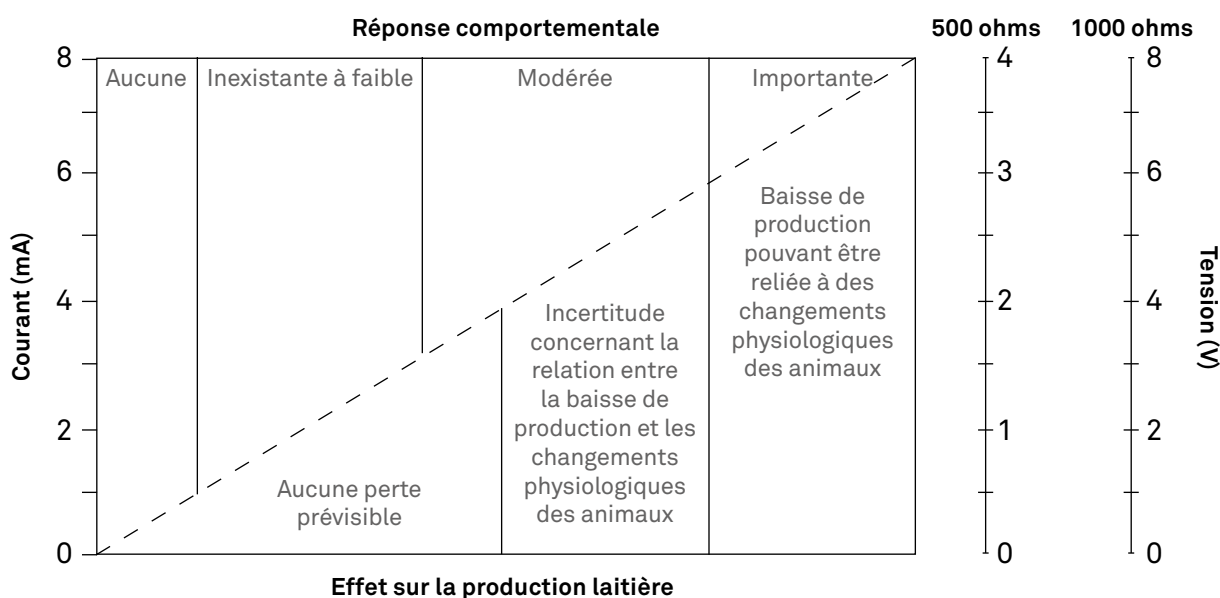 Réponse comportementale
500 ohms
1000 ohms
Aucune
Inexistante à faible
Modérée
Importante
8
6
4
2
0
Courant (mA)
Aucune perte
prévisible
Incertitude
concernant la
relation entre
la baisse de
production et les
changements
physiologiques
des animaux
Baisse de
production
pouvant être
reliée à des
changements
physiologiques
des animaux
4
3
2
1
0
8
6
4
2
0
Tension (V)
Effet sur la production laitière